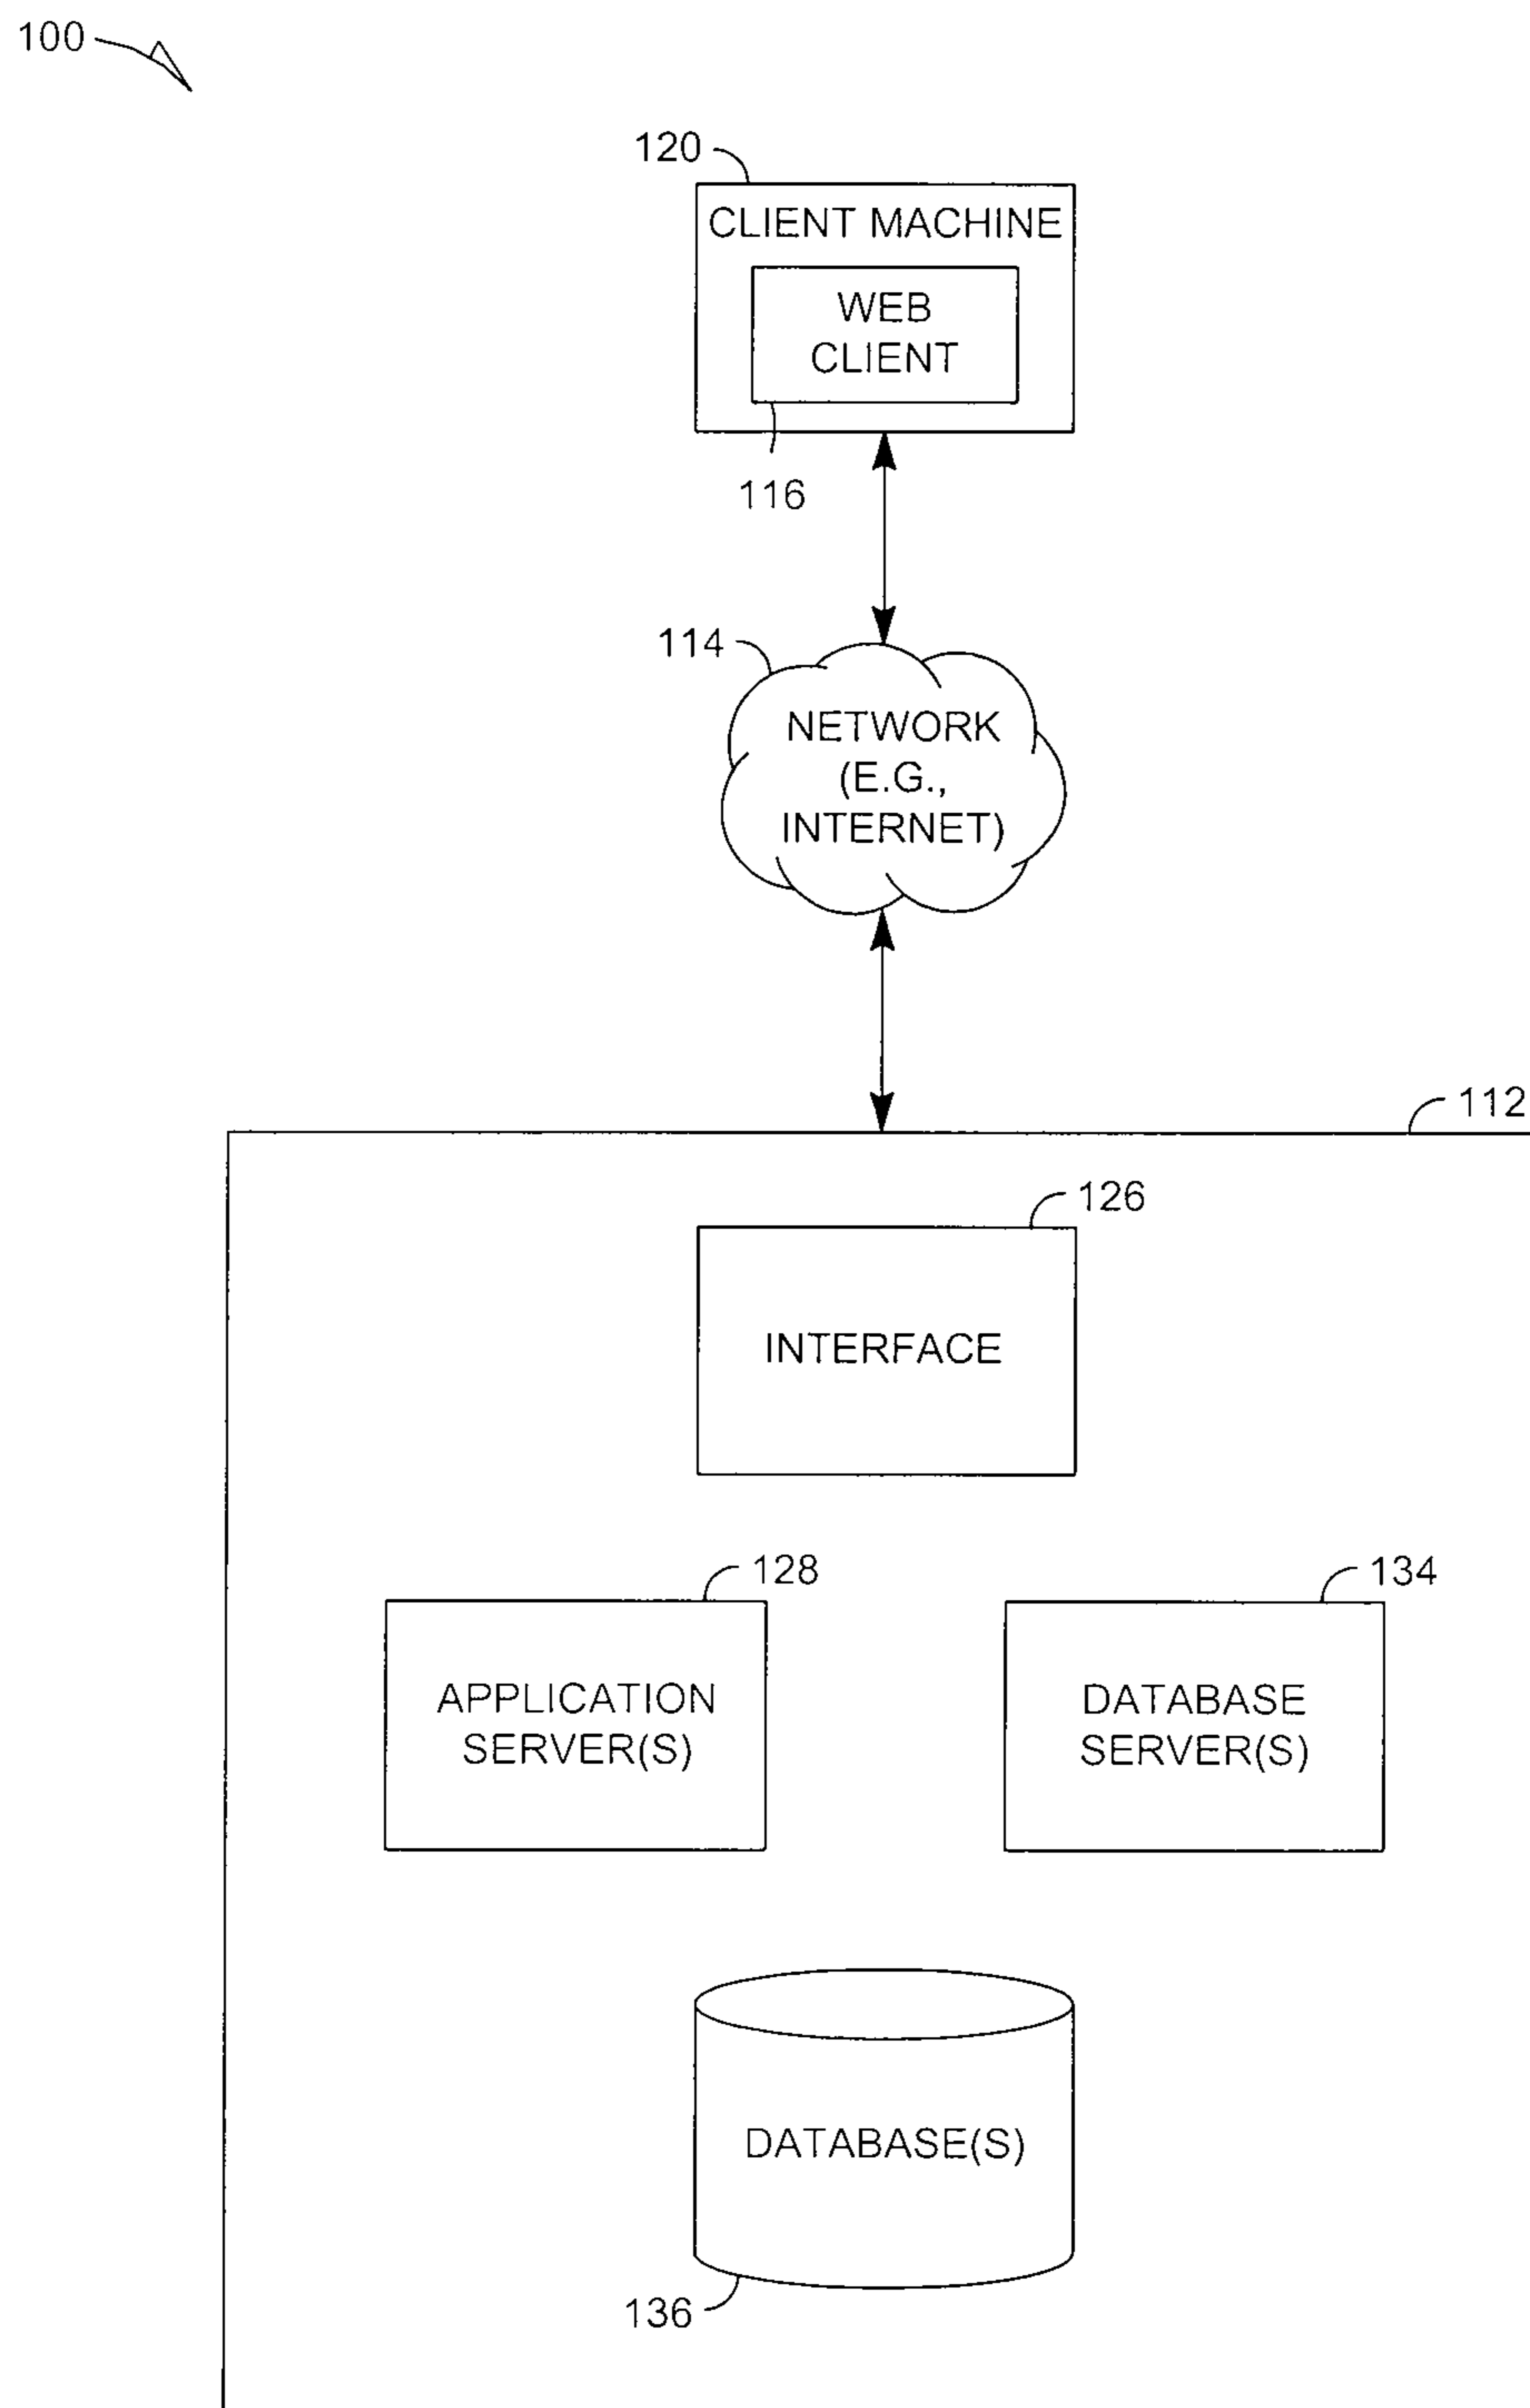 100
120
CLIENT MACHINE
WEB
CLIENT
116
114
NETWORK
(E.G.,
INTERNET)
112
126
INTERFACE
128
134
APPLICATION
SERVER(S)
DATABASE
SERVER(S)
DATABASE(S)
136